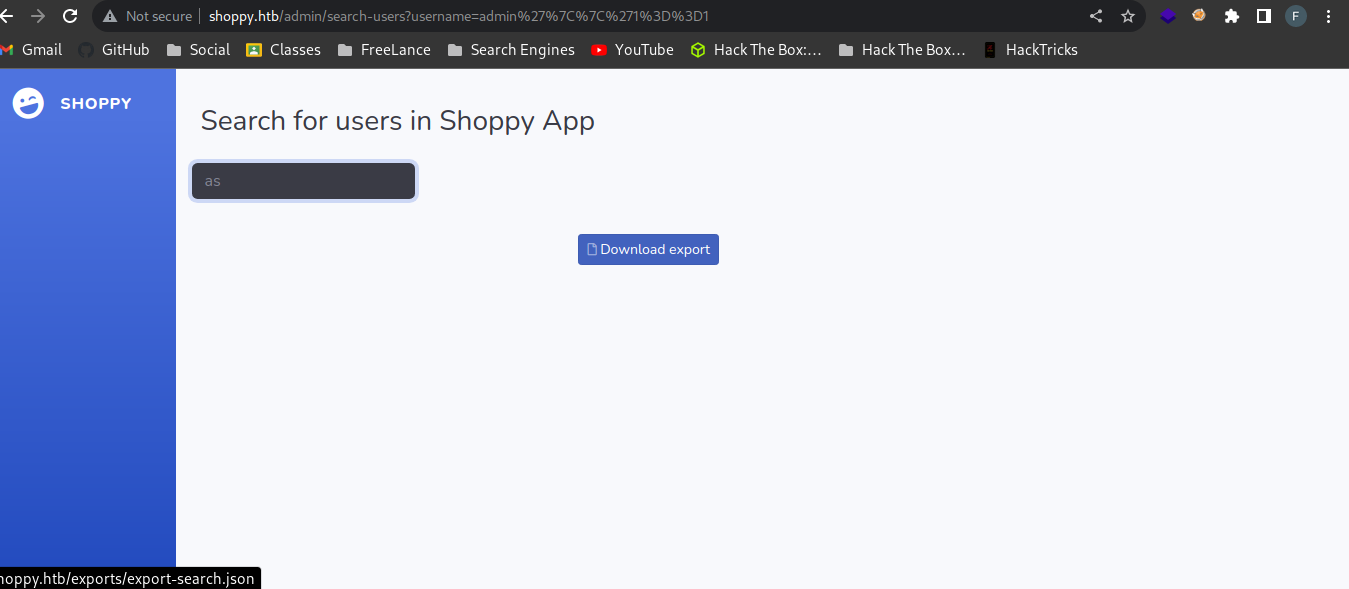 Not secure shoppy.htb/admin/search-users?username=admin%27%7C%7C%271%3D%3D1
Gmail GitHub Social Classes FreeLance Search Engines YouTube Hack The Box:... Hack The Box... HackTricks
F
SHOPPY
Search for users in Shoppy App
as
Download export
hoppy.htb/exports/export-search.json